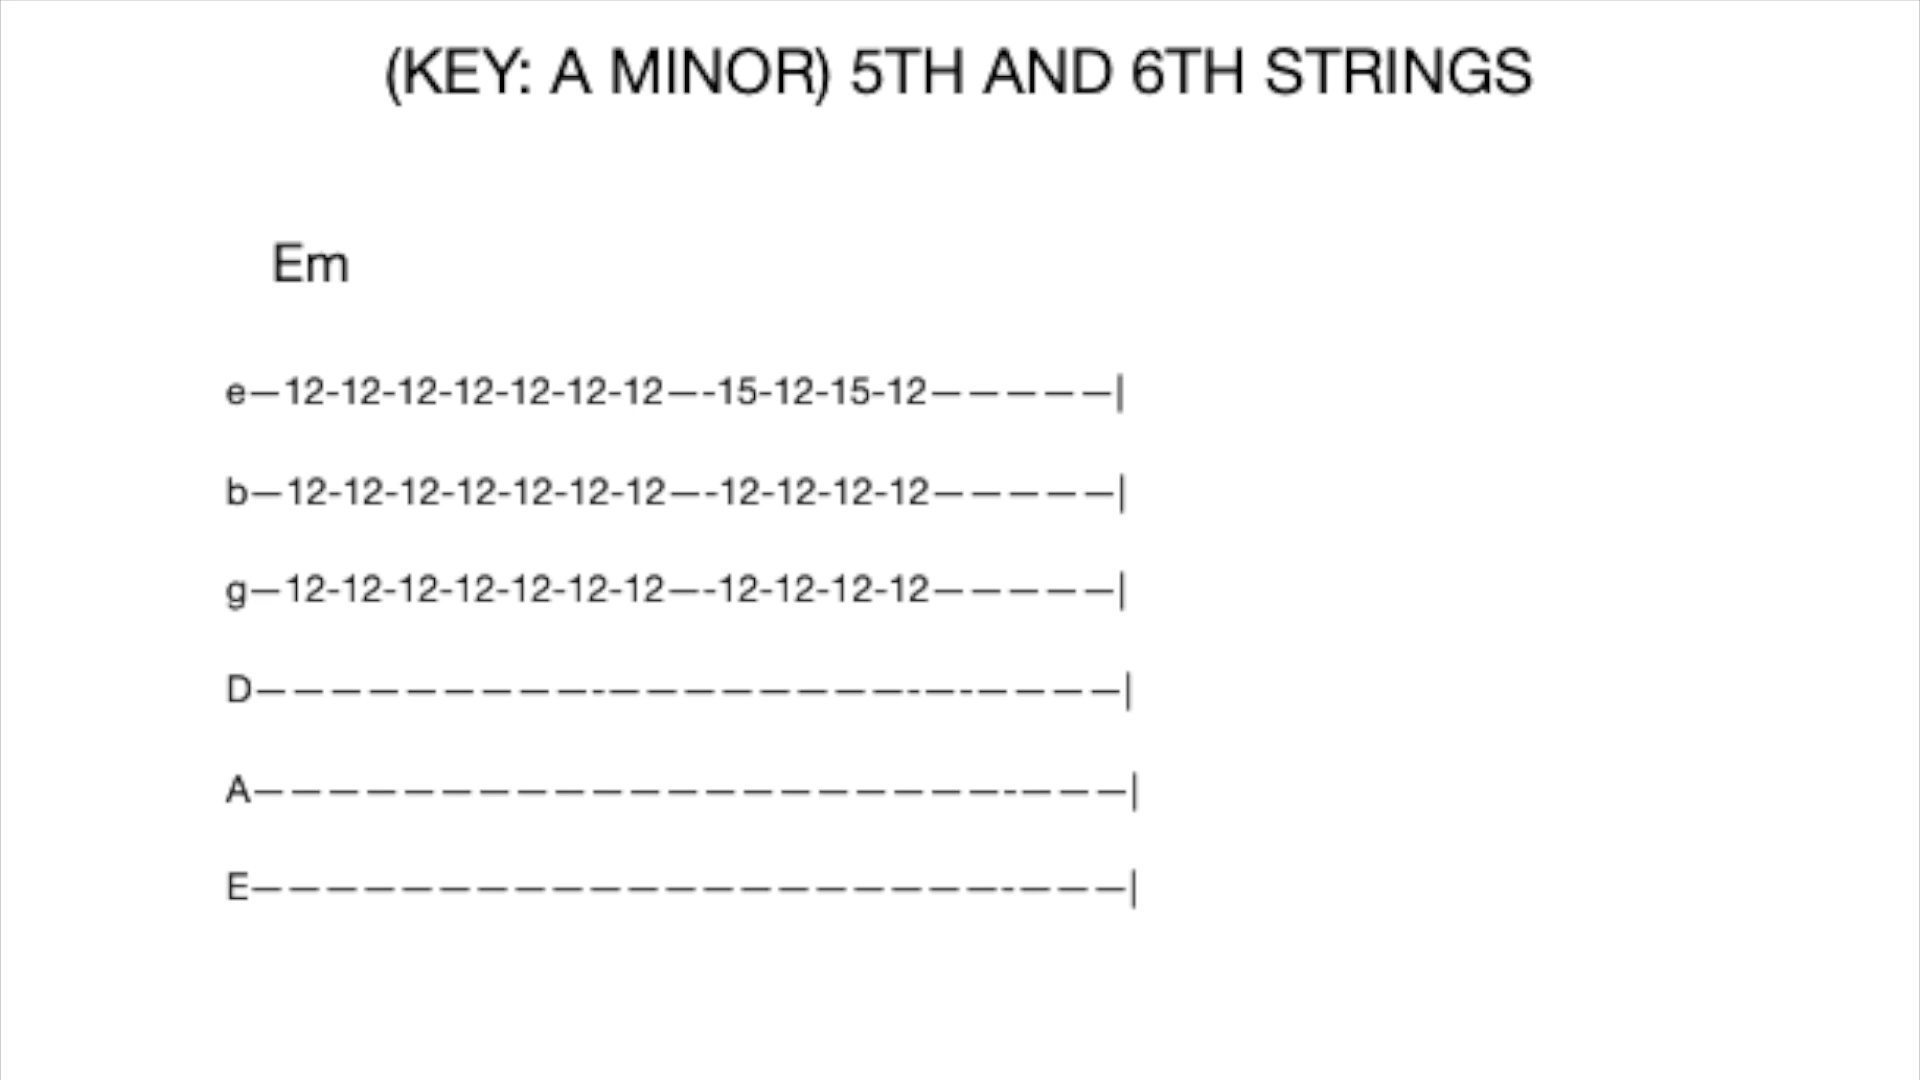 (KEY: A MINOR) 5TH AND 6TH STRINGS
Em
e—12-12-12-12-12-12-12—-15-12-15-12—————|
b—12-12-12-12-12-12-12—-12-12-12-12—————|
g—12-12-12-12-12-12-12—-12-12-12-12—————|
D—————————-————————-—-————|
A————————————————————-———|
E————————————————————-———|